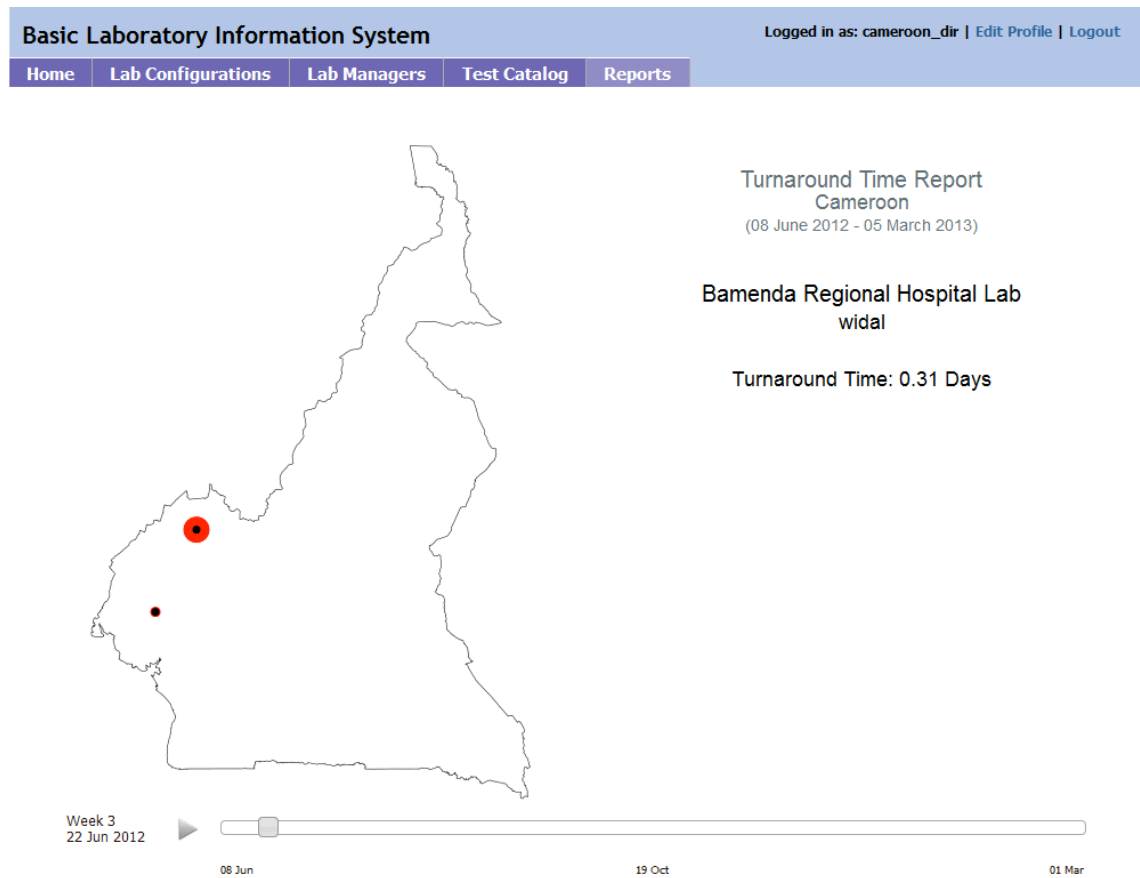 Basic Laboratory Information System
Logged in as: cameroon_dir | Edit Profile | Logout
Home Lab Configurations Lab Managers Test Catalog Reports
Turnaround Time Report
Cameroon
(08 June 2012 - 05 March 2013)
Bamenda Regional Hospital Lab
widal
Turnaround Time: 0.31 Days
Week 3
22 Jun 2012
08 Jun 19 Oct 01 Mar